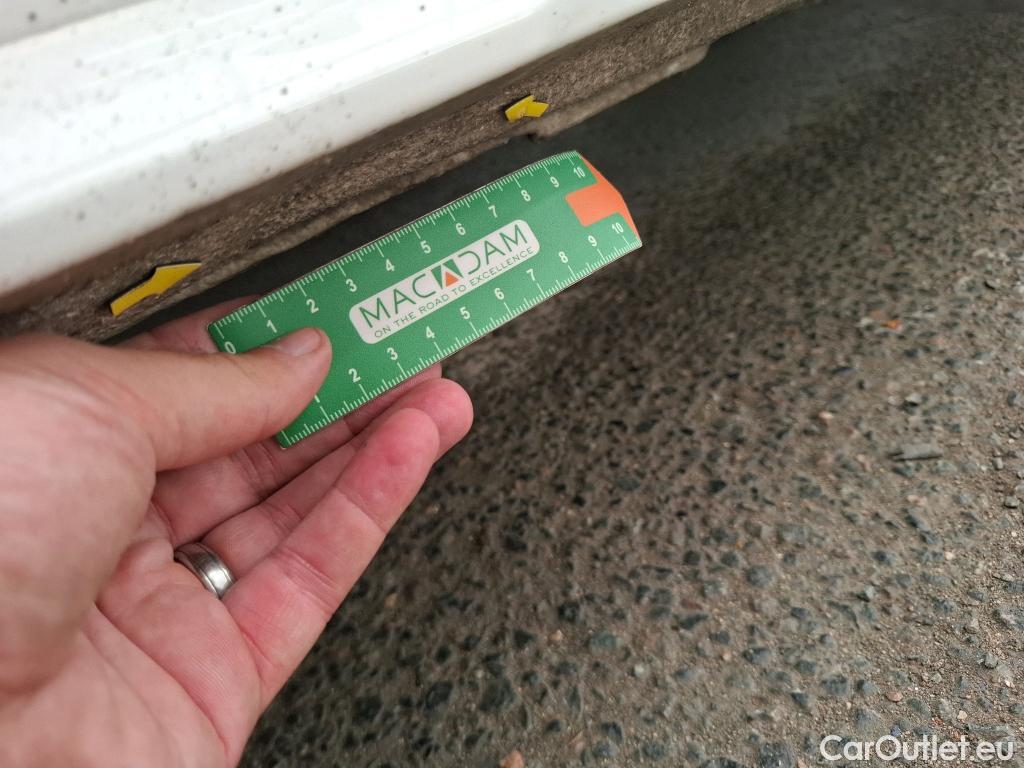 0 1 2 3 4 5 6 7 8 9 10
MACADAM
ON THE ROAD TO EXCELLENCE
1 2 3 4 5 6 7 8 9 10
CarOutlet.eu